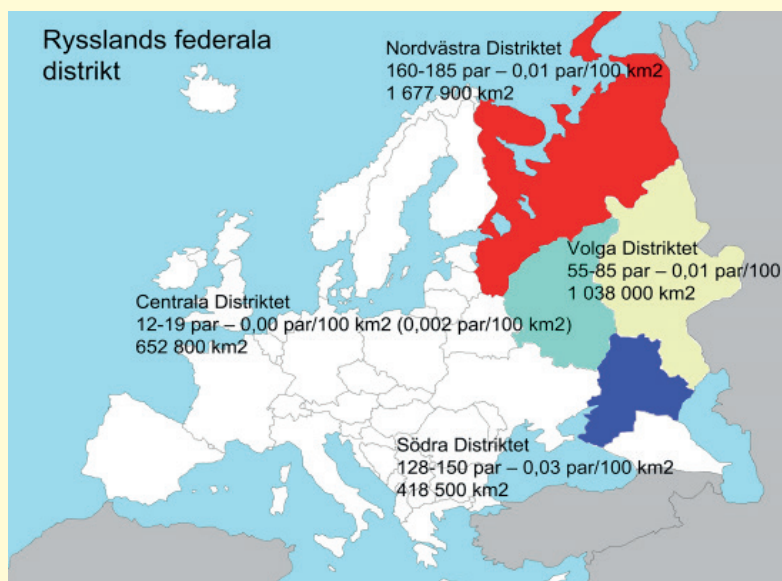 Rysslands federala
distrikt
Nordvästra Distriktet
160-185 par – 0,01 par/100 km2
1 677 900 km2
Volga Distriktet
55-85 par – 0,01 par/100
1 038 000 km2
Centrala Distriktet
12-19 par – 0,00 par/100 km2 (0,002 par/100 km2)
652 800 km2
Södra Distriktet
128-150 par – 0,03 par/100 km2
418 500 km2